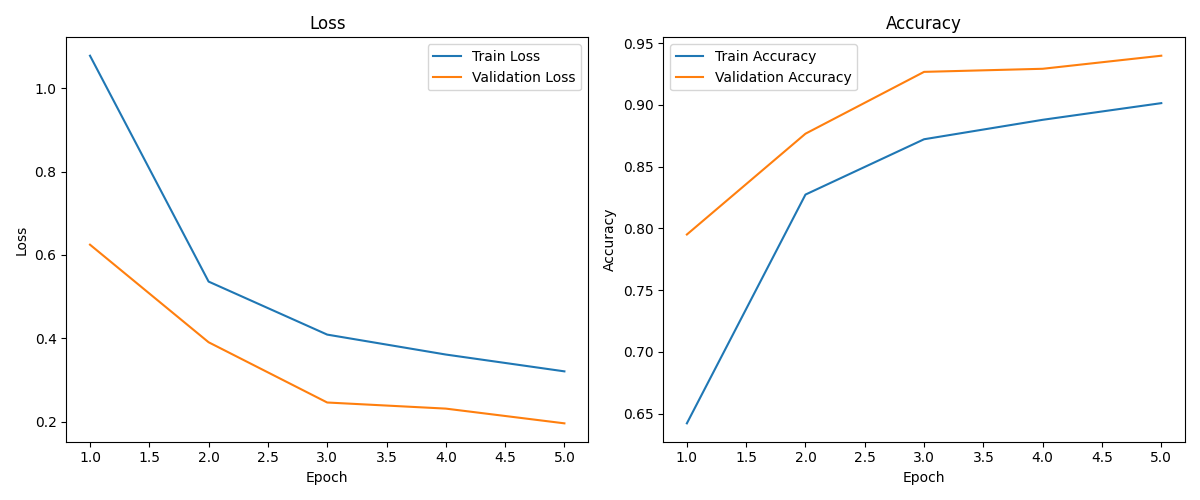 Loss
Train Loss
Validation Loss
Loss
1.0
0.8
0.6
0.4
0.2
1.0 1.5 2.0 2.5 3.0 3.5 4.0 4.5 5.0
Epoch
Accuracy
Train Accuracy
Validation Accuracy
Accuracy
0.95
0.90
0.85
0.80
0.75
0.70
0.65
1.0 1.5 2.0 2.5 3.0 3.5 4.0 4.5 5.0
Epoch